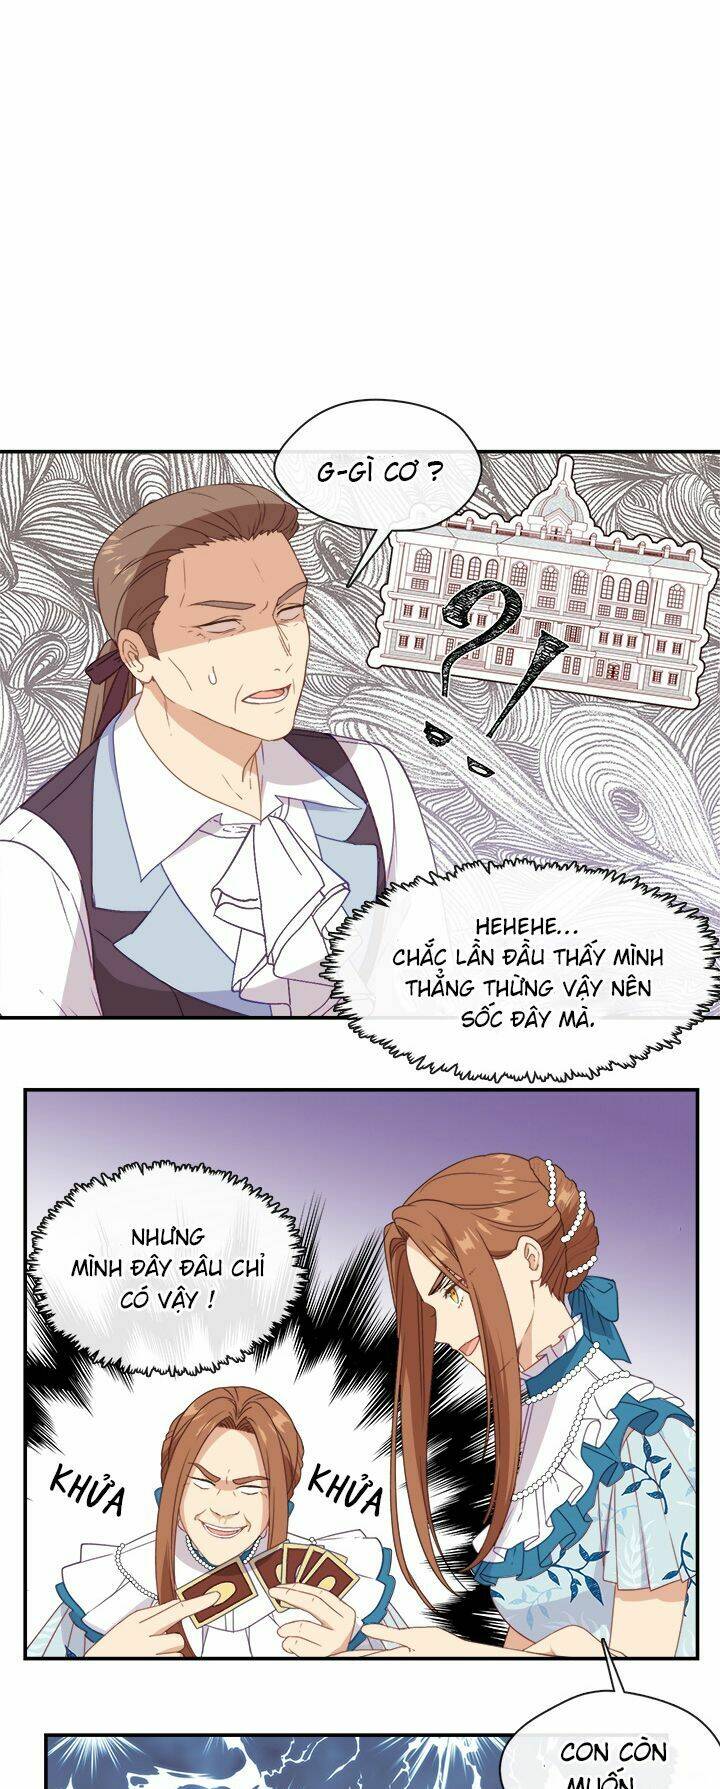 G-GÌ CƠ ?
?!
HEHEHE...
CHẮC LẦN ĐẦU THẤY MÌNH
THẲNG THỪNG VẬY NÊN
SỐC ĐÂY MÀ.
NHƯNG
MÌNH ĐÂY ĐÂU CHỈ
CÓ VẬY !
KHỬA
KHỬA
CON CÒN
MUỐN